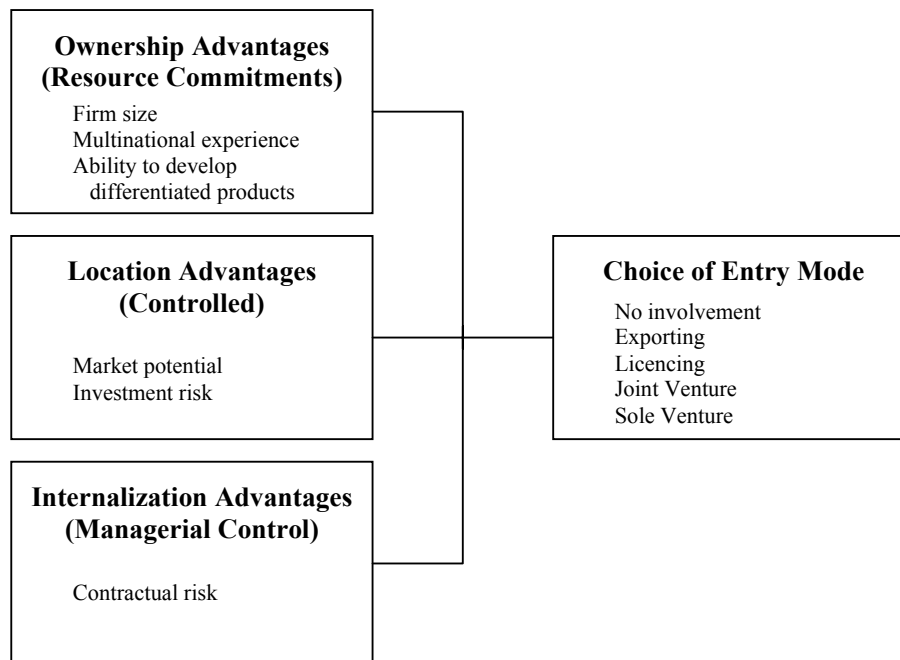 Ownership Advantages
(Resource Commitments)
Firm size
Multinational experience
Ability to develop
differentiated products
Location Advantages
(Controlled)
Market potential
Investment risk
Internalization Advantages
(Managerial Control)
Contractual risk
Choice of Entry Mode
No involvement
Exporting
Licencing
Joint Venture
Sole Venture